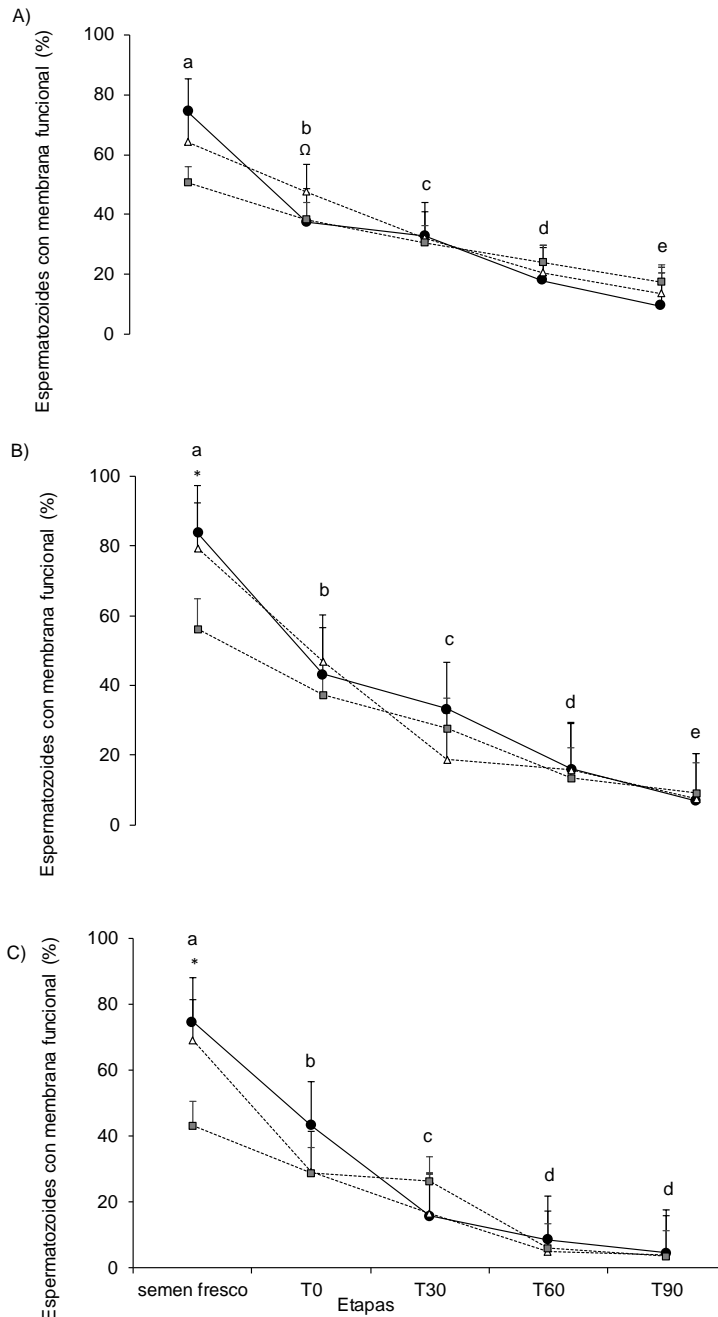 A)
Espermatozoides con membrana funcional (%)
100
80
60
40
20
0
a
b
Ω
c
d
e
B)
Espermatozoides con membrana funcional (%)
100
80
60
40
20
0
a
*
b
c
d
e
C)
Espermatozoides con membrana funcional (%)
100
80
60
40
20
0
a
*
b
c
d
d
semen fresco T0 T30 T60 T90
Etapas